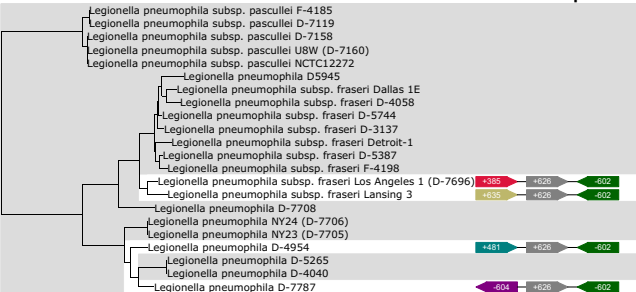 Legionella pneumophila subsp. pascullei F-4185
Legionella pneumophila subsp. pascullei D-7119
Legionella pneumophila subsp. pascullei D-7158
Legionella pneumophila subsp. pascullei U8W (D-7160)
Legionella pneumophila subsp. pascullei NCTC12272
Legionella pneumophila D5945
Legionella pneumophila subsp. fraseri Dallas 1E
Legionella pneumophila subsp. fraseri D-4058
Legionella pneumophila subsp. fraseri D-5744
Legionella pneumophila subsp. fraseri D-3137
Legionella pneumophila subsp. fraseri Detroit-1
Legionella pneumophila subsp. fraseri D-5387
Legionella pneumophila subsp. fraseri F-4198
Legionella pneumophila subsp. fraseri Los Angeles 1 (D-7696) +385 +626 -602
Legionella pneumophila subsp. fraseri Lansing 3 +635 +626 -602
Legionella pneumophila D-7708
Legionella pneumophila NY24 (D-7706)
Legionella pneumophila NY23 (D-7705)
Legionella pneumophila D-4954 +481 +626 -602
Legionella pneumophila D-5265
Legionella pneumophila D-4040
Legionella pneumophila D-7787 -604 +626 -602